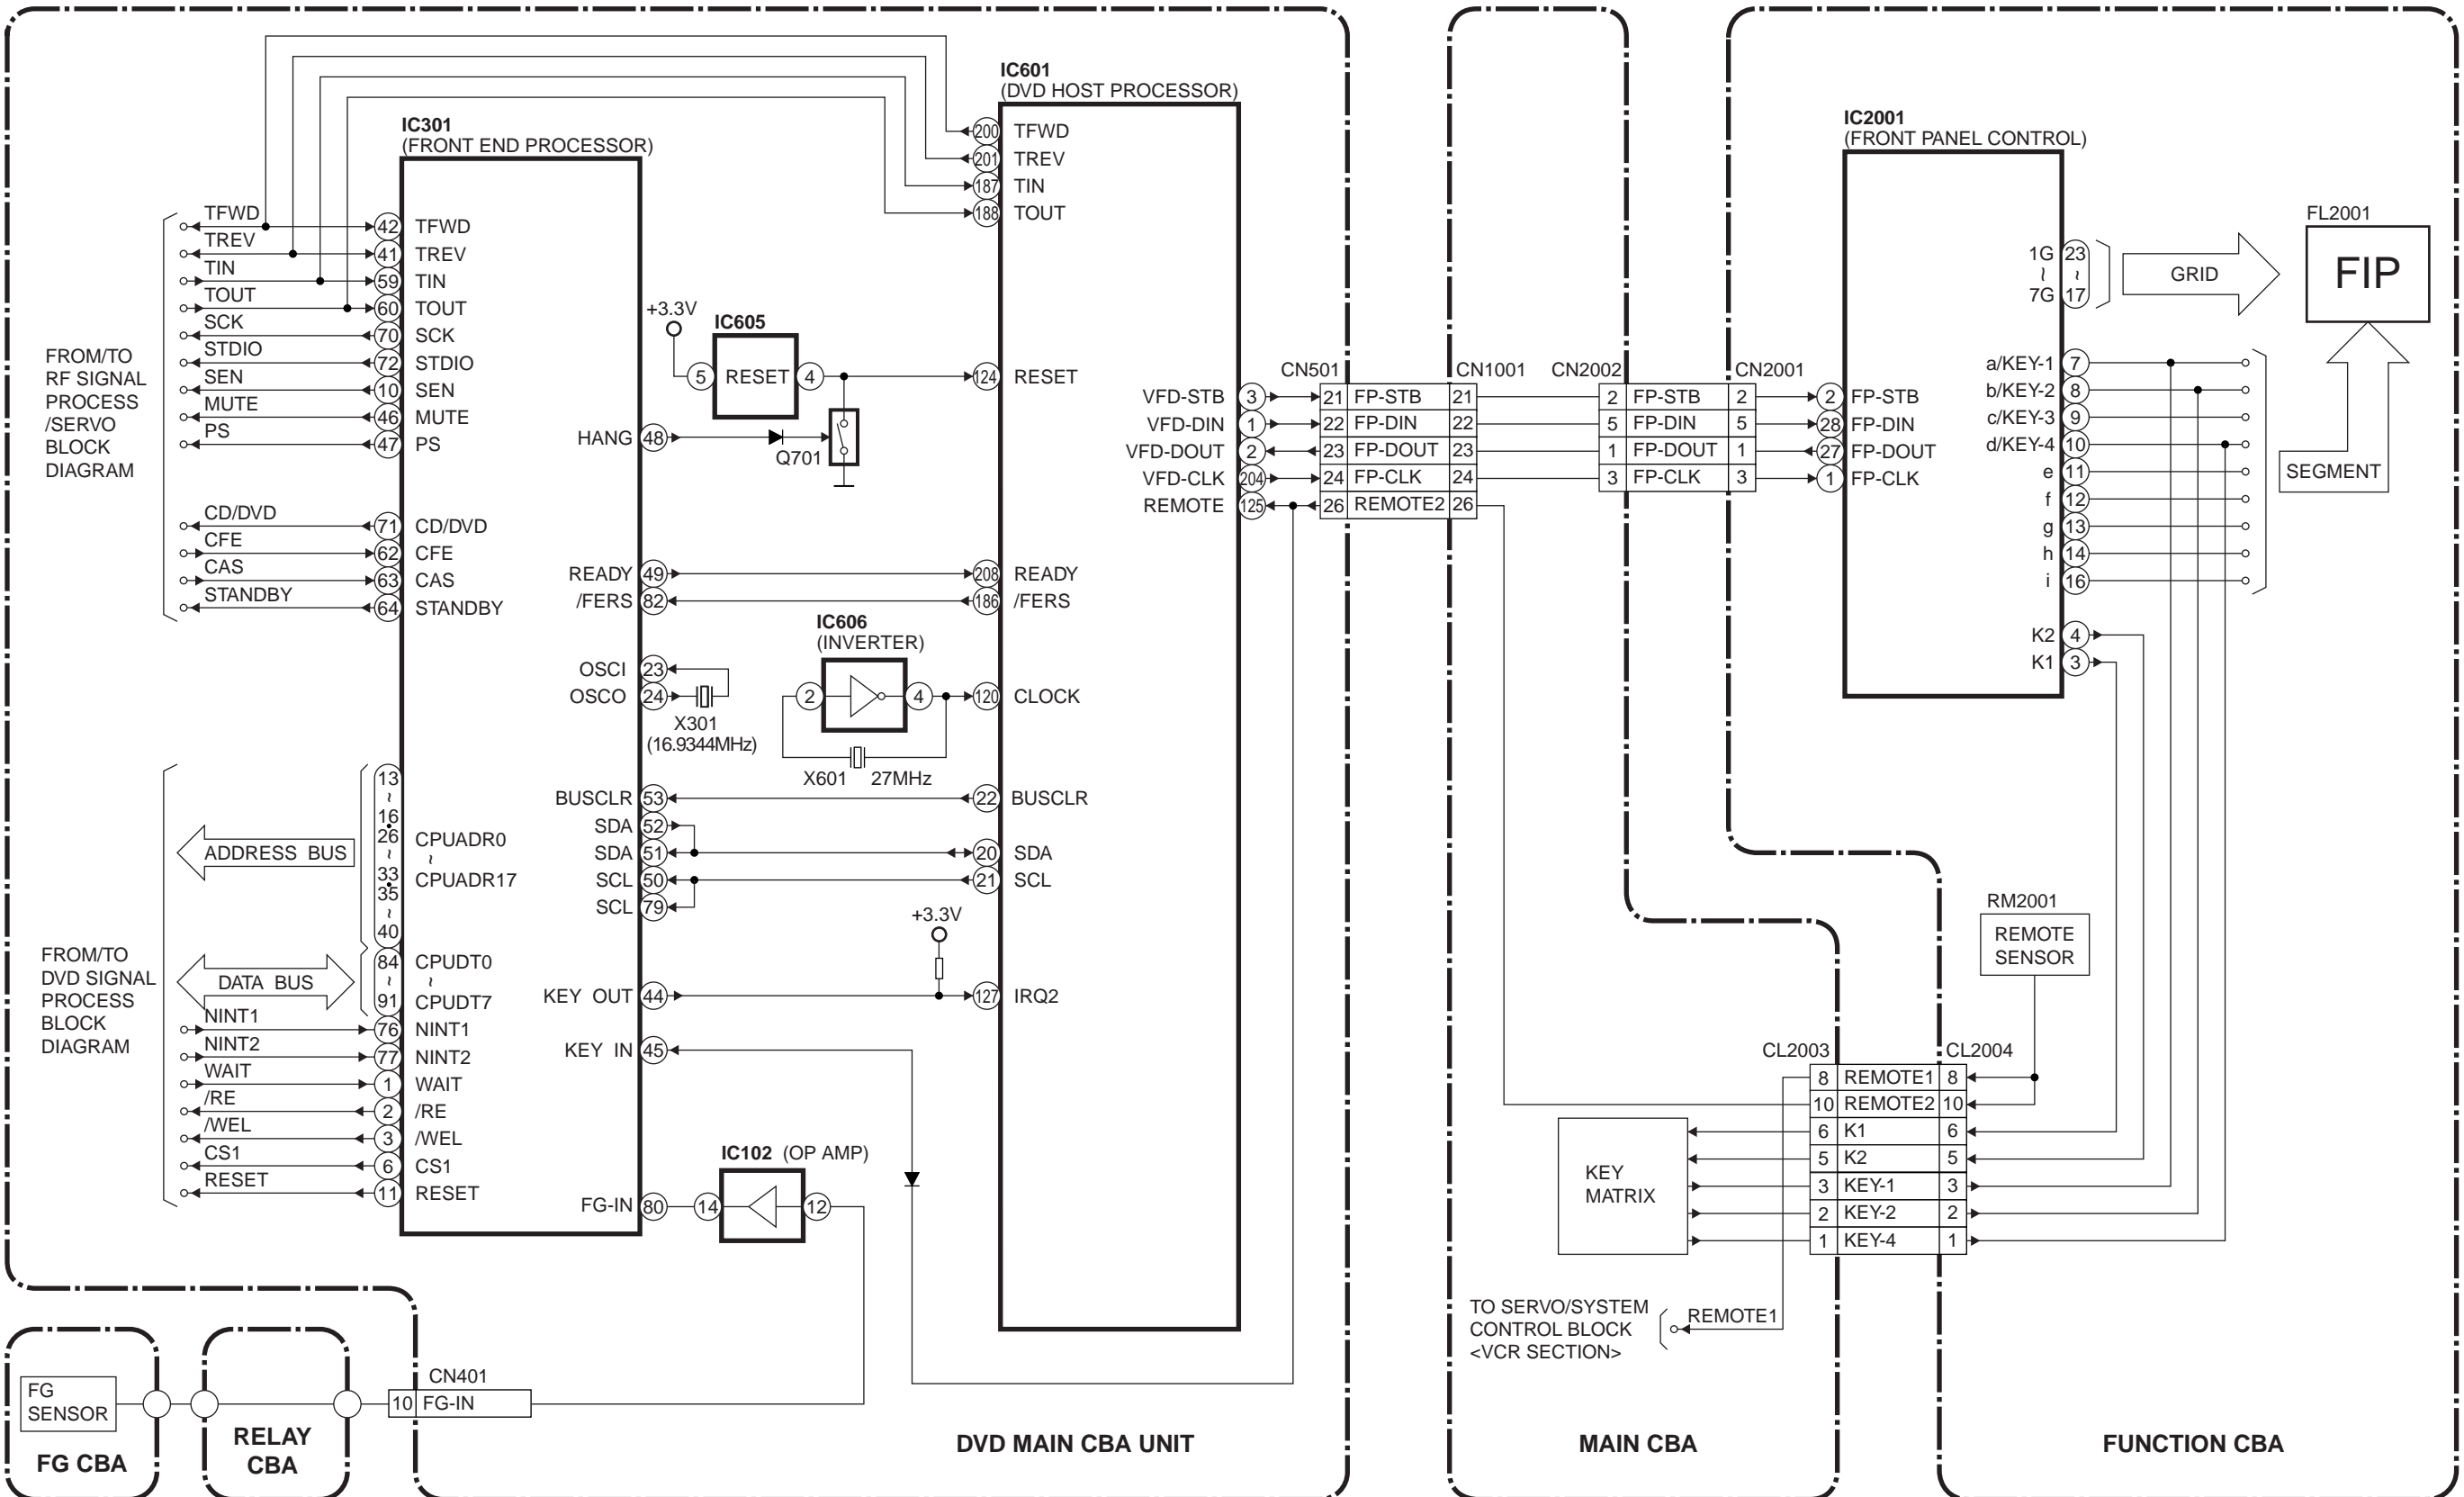 IC601
(DVD HOST PROCESSOR)
200 TFWD
201 TREV
187 TIN
188 TOUT
124 RESET
208 READY
186 /FERS
120 CLOCK
22 BUSCLR
20 SDA
21 SCL
127 IRQ2
VFD-STB 3
VFD-DIN 1
VFD-DOUT 2
VFD-CLK 204
REMOTE 125
IC301
(FRONT END PROCESSOR)
TFWD 42 TFWD
TREV 41 TREV
TIN 59 TIN
TOUT 60 TOUT
SCK 70 SCK
STDIO 72 STDIO
SEN 10 SEN
MUTE 46 MUTE
PS 47 PS
FROM/TO
RF SIGNAL
PROCESS
/SERVO
BLOCK
DIAGRAM
CD/DVD 71 CD/DVD
CFE 62 CFE
CAS 63 CAS
STANDBY 64 STANDBY
HANG 48
READY 49
/FERS 82
OSCI 23
OSCO 24
X301
(16.9344MHz)
BUSCLR 53
SDA 52
SDA 51
SCL 50
SCL 79
KEY OUT 44
KEY IN 45
FG-IN 80
+3.3V
IC605
5 RESET 4
Q701
IC606
(INVERTER)
2 4
X601 27MHz
+3.3V
IC102 (OP AMP)
14 12
ADDRESS BUS
13
~
16
26
~
33
35
~
40
CPUADR0
~
CPUADR17
FROM/TO
DVD SIGNAL
PROCESS
BLOCK
DIAGRAM
DATA BUS
84 CPUDT0
~ ~
91 CPUDT7
NINT1 76 NINT1
NINT2 77 NINT2
WAIT 1 WAIT
/RE 2 /RE
/WEL 3 /WEL
CS1 6 CS1
RESET 11 RESET
FG
SENSOR
FG CBA
RELAY
CBA
CN401
10 FG-IN
DVD MAIN CBA UNIT
CN501 CN1001
21 FP-STB 21
22 FP-DIN 22
23 FP-DOUT 23
24 FP-CLK 24
26 REMOTE2 26
CN2002 CN2001
2 FP-STB 2
5 FP-DIN 5
1 FP-DOUT 1
3 FP-CLK 3
IC2001
(FRONT PANEL CONTROL)
2 FP-STB
28 FP-DIN
27 FP-DOUT
1 FP-CLK
1G 23
~ ~
7G 17
GRID
FL2001
FIP
SEGMENT
a/KEY-1 7
b/KEY-2 8
c/KEY-3 9
d/KEY-4 10
e 11
f 12
g 13
h 14
i 16
K2 4
K1 3
RM2001
REMOTE
SENSOR
CL2003 CL2004
8 REMOTE1 8
10 REMOTE2 10
6 K1 6
5 K2 5
3 KEY-1 3
2 KEY-2 2
1 KEY-4 1
KEY
MATRIX
TO SERVO/SYSTEM
CONTROL BLOCK
<VCR SECTION>
REMOTE1
MAIN CBA
FUNCTION CBA